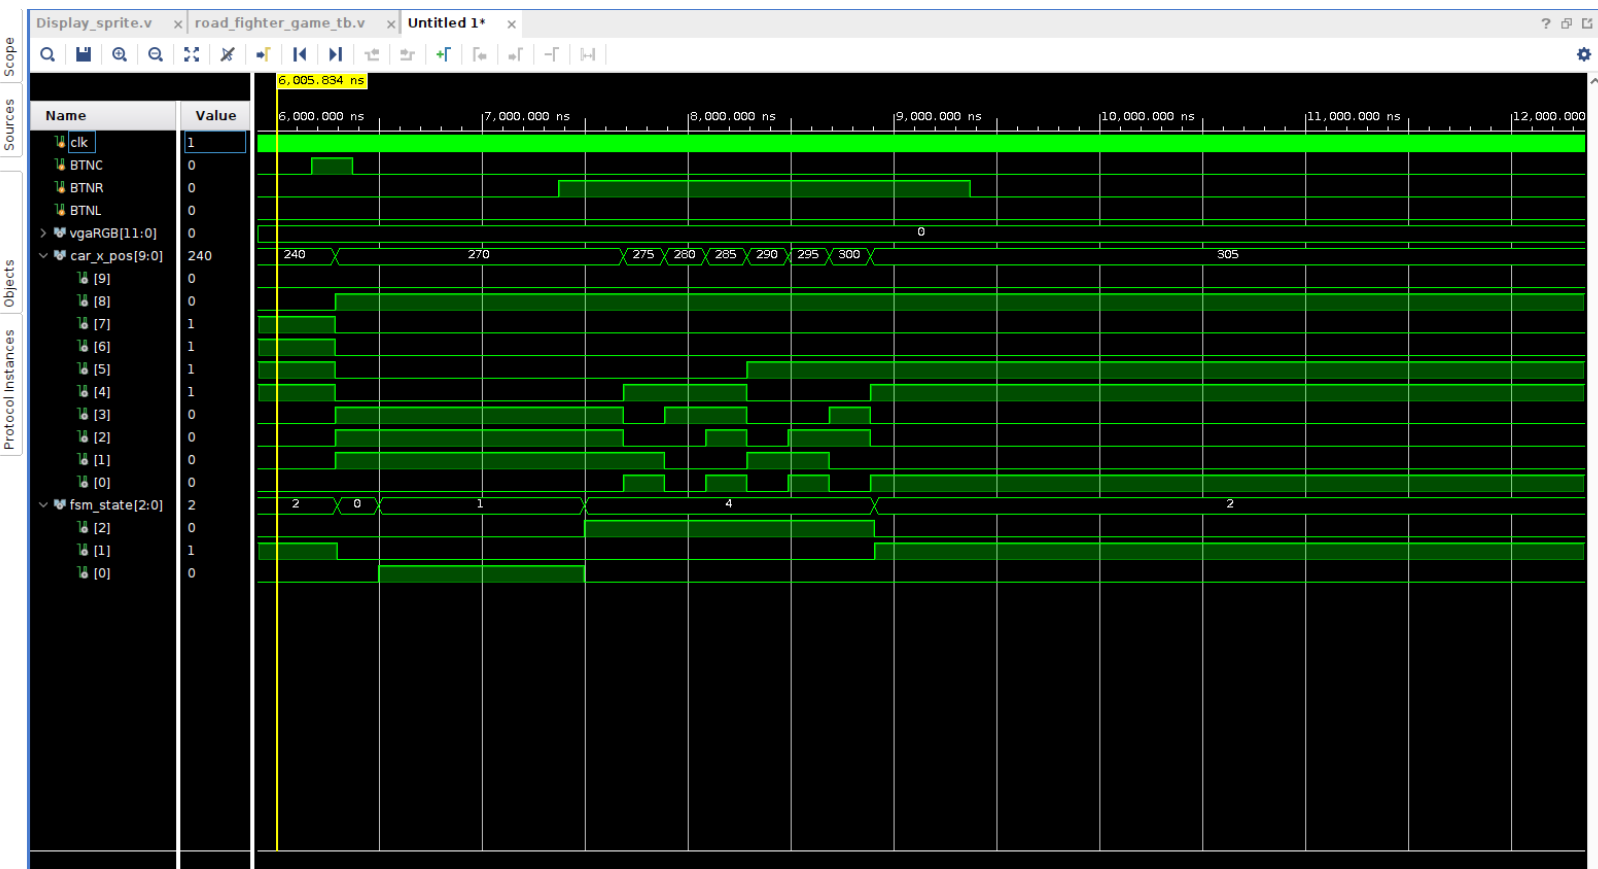 Display_sprite.v × road_fighter_game_tb.v × Untitled 1* ×
?
Scope
Sources
Objects
Protocol Instances
6,005.834 ns
Name Value
6,000.000 ns 7,000.000 ns 8,000.000 ns 9,000.000 ns 10,000.000 ns 11,000.000 ns 12,000.000
clk 1
BTNC 0
BTNR 0
BTNL 0
vgaRGB[11:0] 0 0
car_x_pos[9:0] 240 240 270 275 280 285 290 295 300 305
[9] 0
[8] 0
[7] 1
[6] 1
[5] 1
[4] 1
[3] 0
[2] 0
[1] 0
[0] 0
fsm_state[2:0] 2 2 0 1 4 2
[2] 0
[1] 1
[0] 0